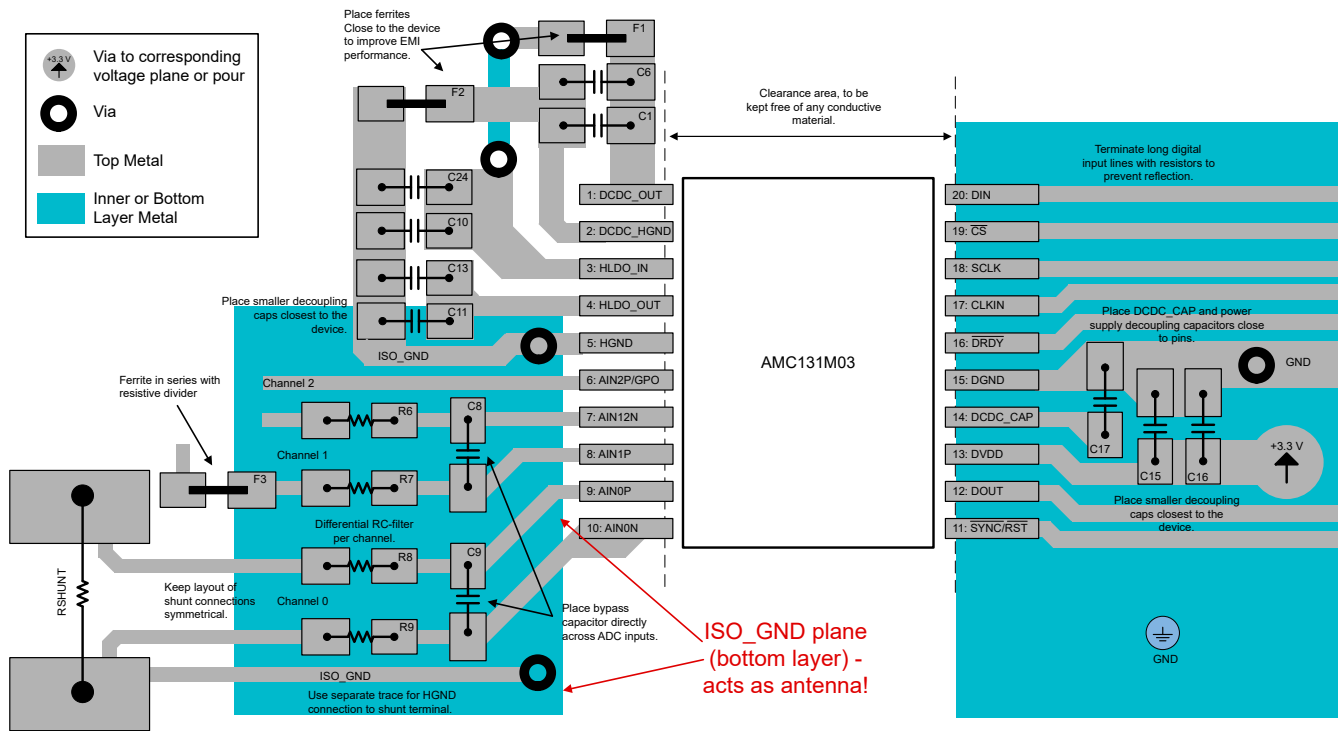 +3.3 V
Via to corresponding
voltage plane or pour
Via
Top Metal
Inner or Bottom
Layer Metal
Place ferrites
Close to the device
to improve EMI
performance.
F1
C6
F2
C1
Clearance area, to be
kept free of any conductive
material.
Terminate long digital
input lines with resistors to
prevent reflection.
C24
C10
C13
C11
Place smaller decoupling
caps closest to the
device.
ISO_GND
1: DCDC_OUT
2: DCDC_HGND
3: HLDO_IN
4: HLDO_OUT
5: HGND
6: AIN2P/GPO
7: AIN12N
8: AIN1P
9: AIN0P
10: AIN0N
AMC131M03
20: DIN
19: CS
18: SCLK
17: CLKIN
16: DRDY
15: DGND
14: DCDC_CAP
13: DVDD
12: DOUT
11: SYNC/RST
Place DCDC_CAP and power
supply decoupling capacitors close
to pins.
GND
C17
C15
C16
+3.3 V
Place smaller decoupling
caps closest to the
device.
GND
Ferrite in series with
resistive divider
Channel 2
R6
C8
Channel 1
F3
R7
Differential RC-filter
per channel.
R8
C9
RSHUNT
Keep layout of
shunt connections
symmetrical.
Channel 0
R9
Place bypass
capacitor directly
across ADC inputs.
ISO_GND
Use separate trace for HGND
connection to shunt terminal.
ISO_GND plane
(bottom layer) -
acts as antenna!